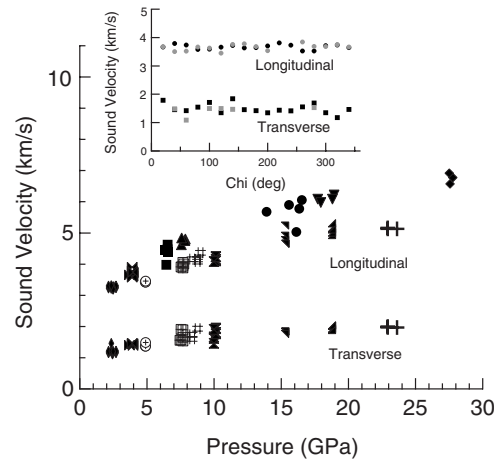 5
4
3
2
1
0
Sound Velocity (km/s)
Longitudinal
Transverse
0 100 200 300
Chi (deg)
10
5
0
Sound Velocity (km/s)
Longitudinal
Transverse
0 5 10 15 20 25 30
Pressure (GPa)